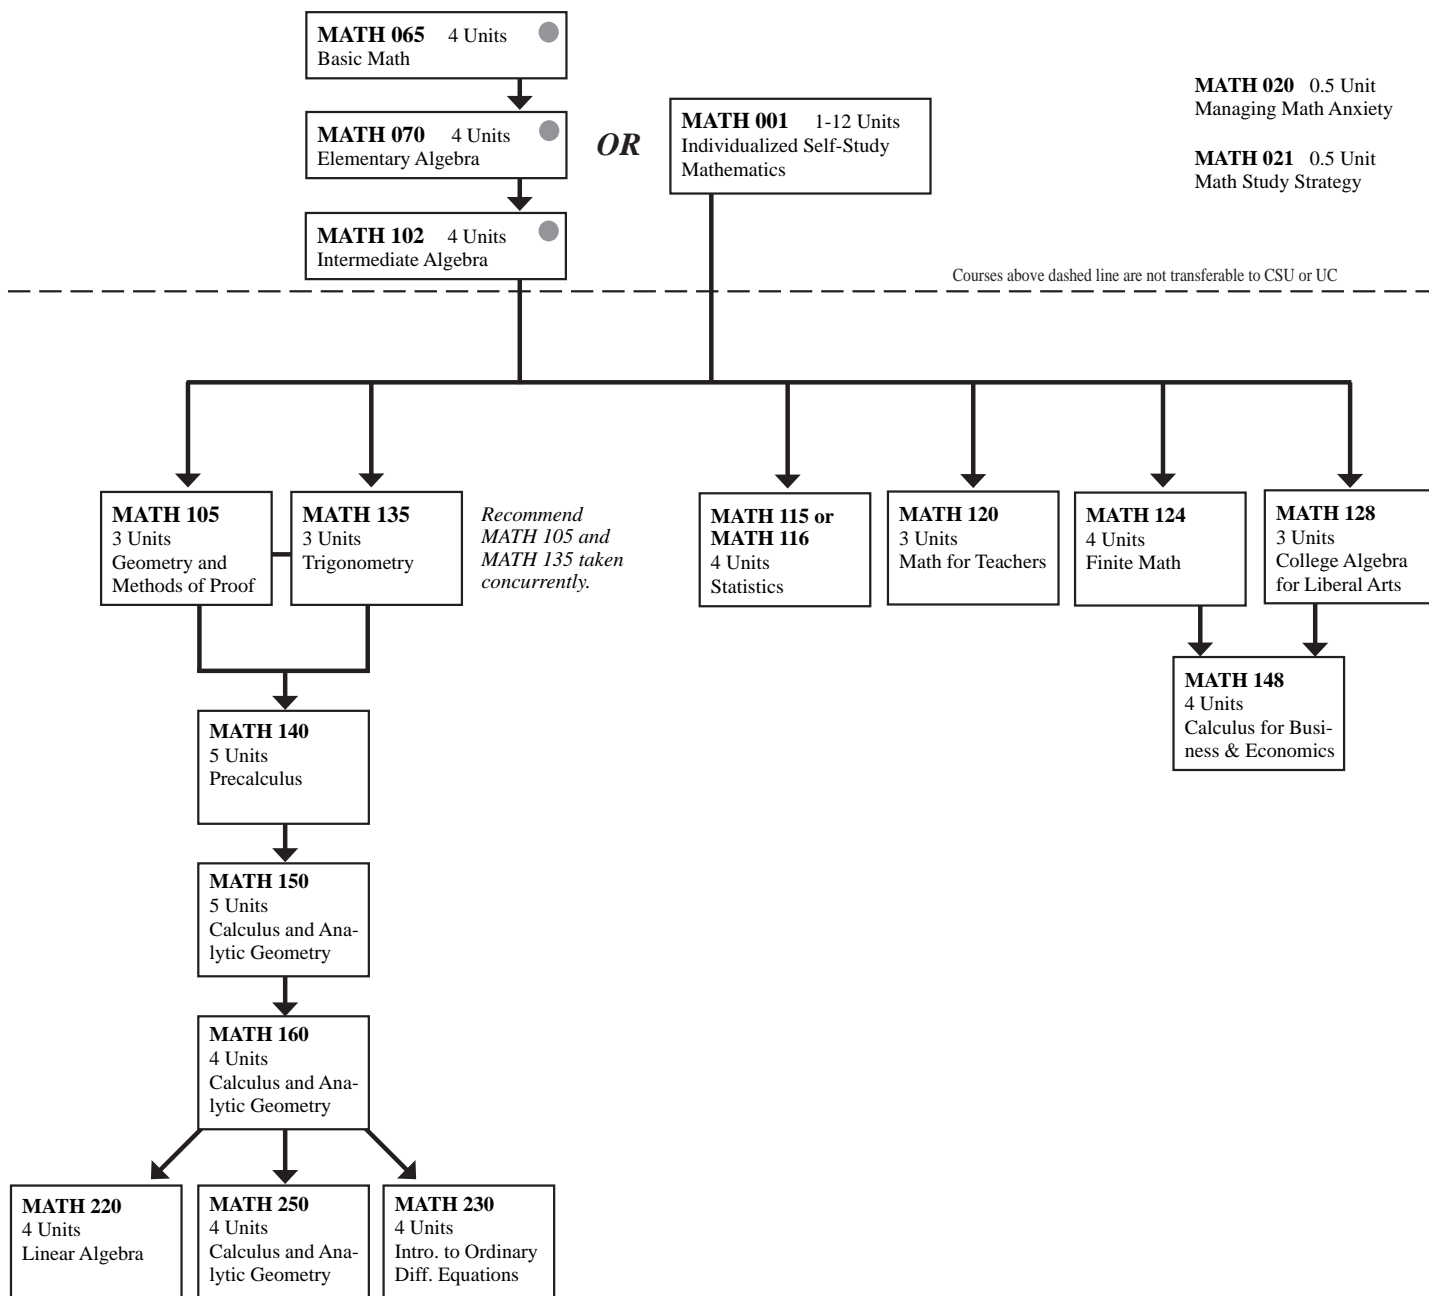 MATH 065 4 Units
Basic Math
MATH 070 4 Units
Elementary Algebra
MATH 102 4 Units
Intermediate Algebra
OR
MATH 001 1-12 Units
Individualized Self-Study
Mathematics
MATH 020 0.5 Unit
Managing Math Anxiety
MATH 021 0.5 Unit
Math Study Strategy
Courses above dashed line are not transferable to CSU or UC
MATH 105
3 Units
Geometry and
Methods of Proof
MATH 135
3 Units
Trigonometry
Recommend
MATH 105 and
MATH 135 taken
concurrently.
MATH 115 or
MATH 116
4 Units
Statistics
MATH 120
3 Units
Math for Teachers
MATH 124
4 Units
Finite Math
MATH 128
3 Units
College Algebra
for Liberal Arts
MATH 148
4 Units
Calculus for Busi-
ness & Economics
MATH 140
5 Units
Precalculus
MATH 150
5 Units
Calculus and Ana-
lytic Geometry
MATH 160
4 Units
Calculus and Ana-
lytic Geometry
MATH 220
4 Units
Linear Algebra
MATH 250
4 Units
Calculus and Ana-
lytic Geometry
MATH 230
4 Units
Intro. to Ordinary
Diff. Equations